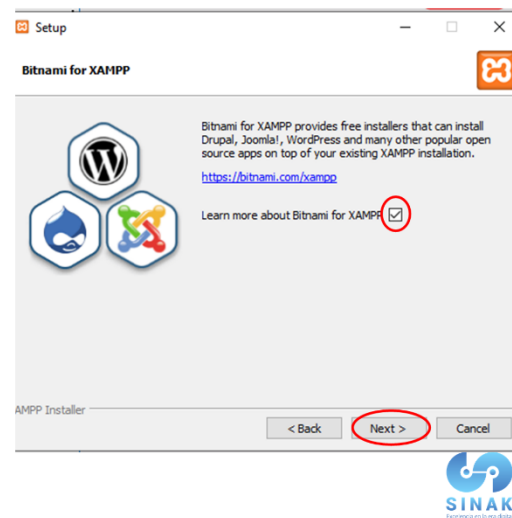 Setup
Bitnami for XAMPP
Bitnami for XAMPP provides free installers that can install
Drupal, Joomla!, WordPress and many other popular open
source apps on top of your existing XAMPP installation.
https://bitnami.com/xampp
Learn more about Bitnami for XAMPP
AMPP Installer
< Back
Next >
Cancel
SINAK